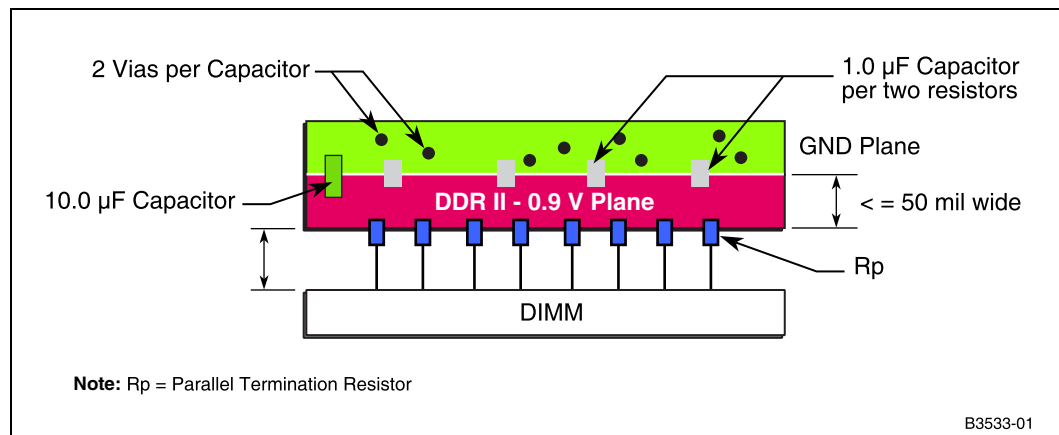 2 Vias per Capacitor
1.0 µF Capacitor
per two resistors
GND Plane
10.0 µF Capacitor
DDR II - 0.9 V Plane
< = 50 mil wide
Rp
DIMM
Note: Rp = Parallel Termination Resistor
B3533-01